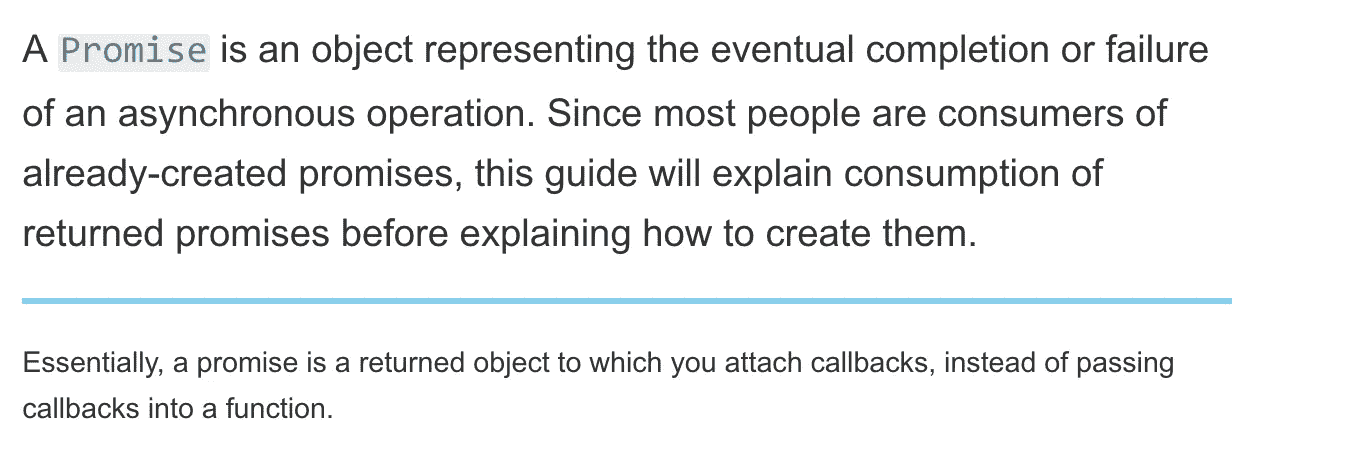 A Promise is an object representing the eventual completion or failure
of an asynchronous operation. Since most people are consumers of
already-created promises, this guide will explain consumption of
returned promises before explaining how to create them.
Essentially, a promise is a returned object to which you attach callbacks, instead of passing
callbacks into a function.